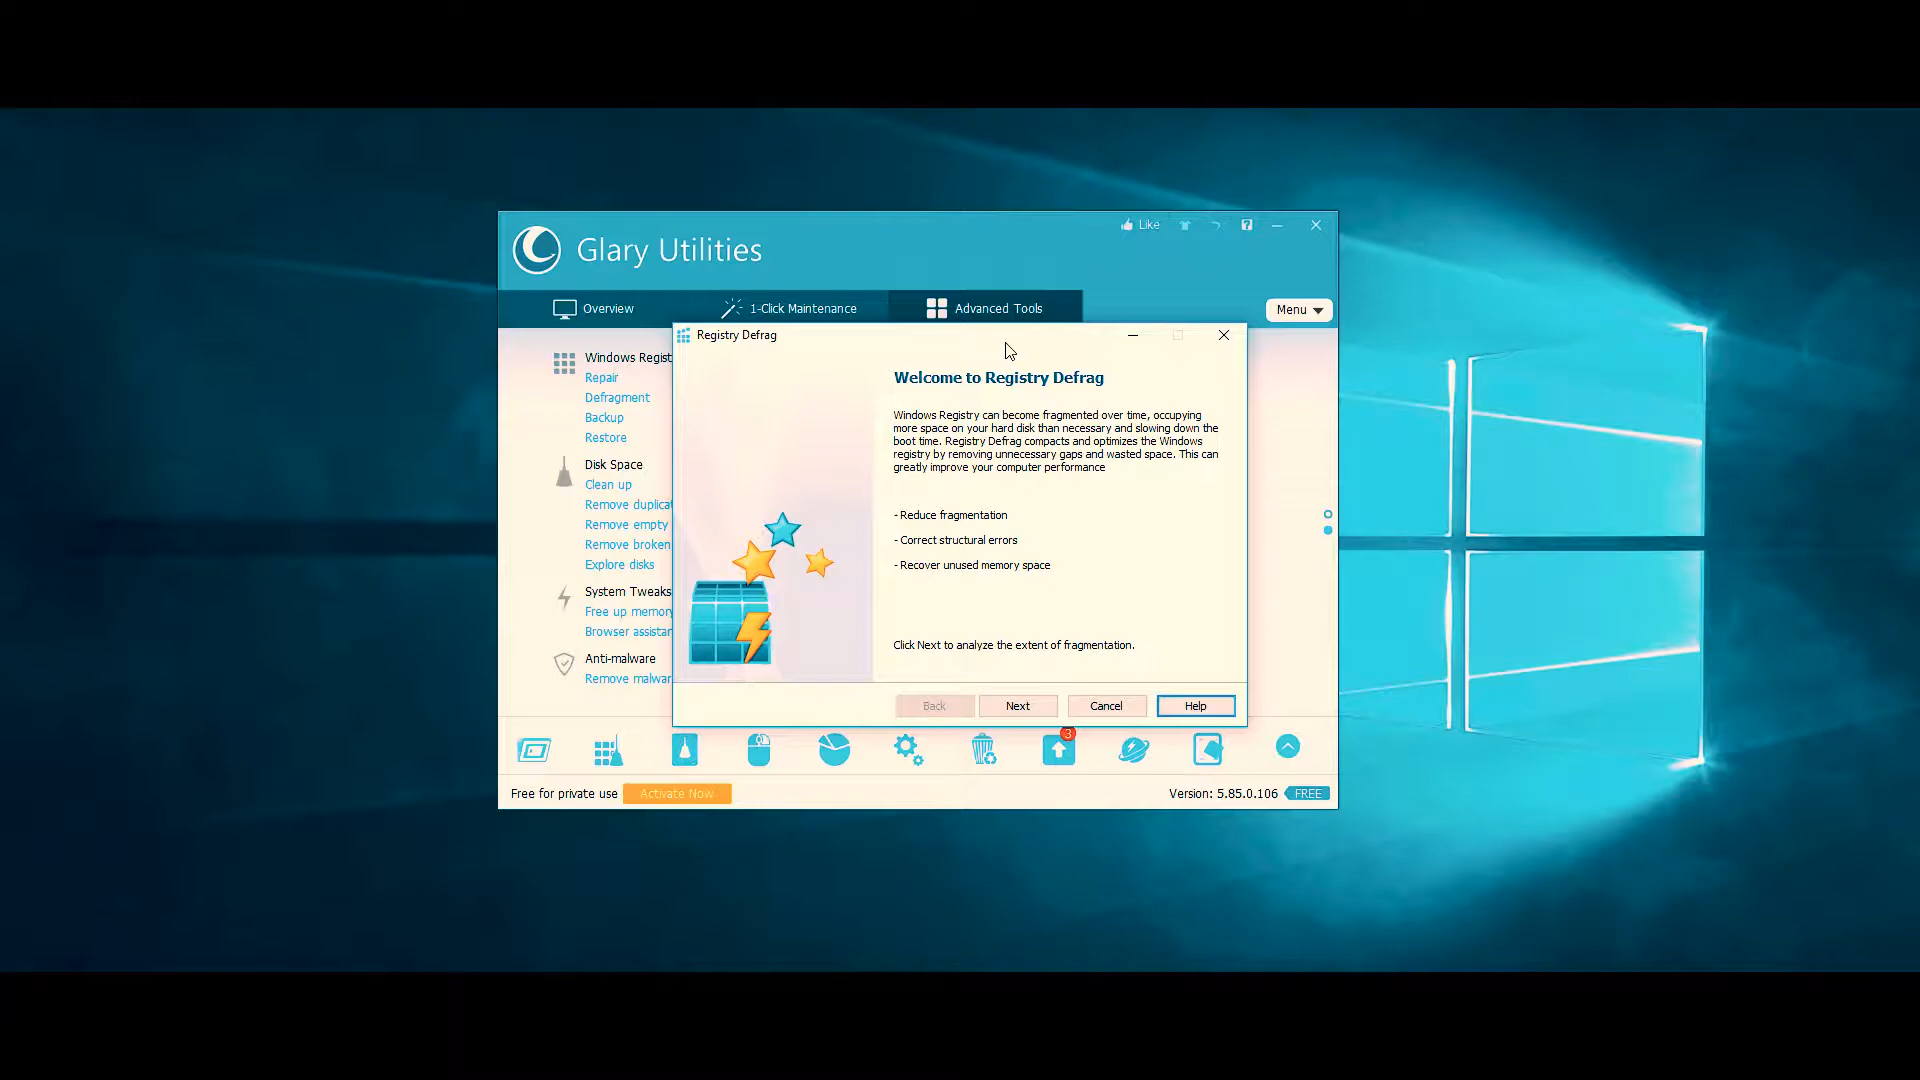 Like
Glary Utilities
Overview
1-Click Maintenance
Advanced Tools
Menu
Windows Regist
Repair
Defragment
Backup
Restore
Disk Space
Clean up
Remove duplicat
Remove empty
Remove broken
Explore disks
System Tweaks
Free up memory
Browser assistan
Anti-malware
Remove malwar
Registry Defrag
Welcome to Registry Defrag
Windows Registry can become fragmented over time, occupying
more space on your hard disk than necessary and slowing down the
boot time. Registry Defrag compacts and optimizes the Windows
registry by removing unnecessary gaps and wasted space. This can
greatly improve your computer performance
- Reduce fragmentation
- Correct structural errors
- Recover unused memory space
Click Next to analyze the extent of fragmentation.
Back
Next
Cancel
Help
3
Free for private use
Activate Now
Version: 5.85.0.106
FREE